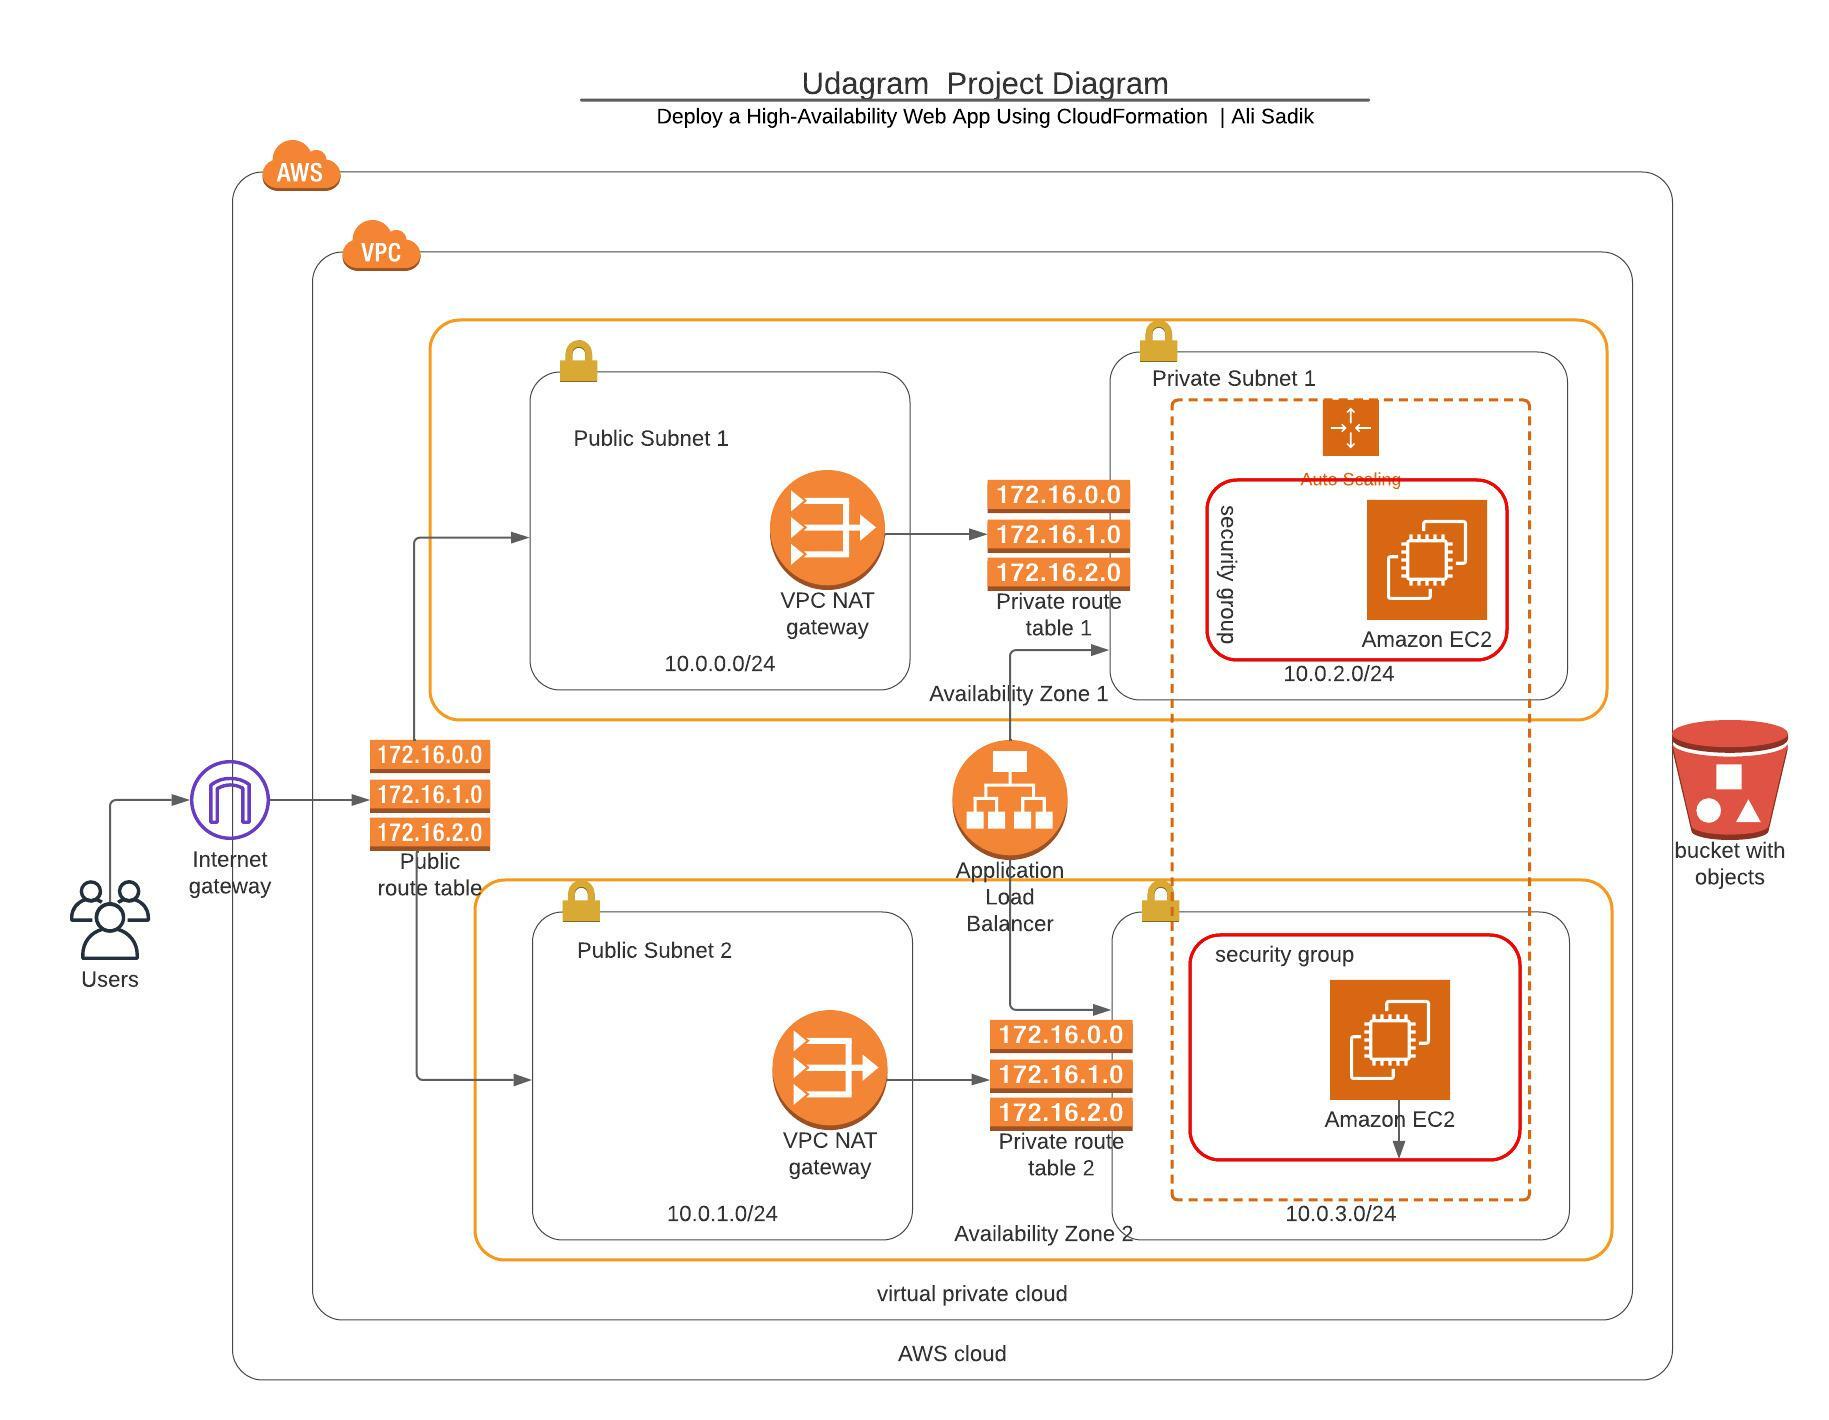 Udagram  Project Diagram
Deploy a High-Availability Web App Using CloudFormation | Ali Sadik
AWS
VPC
Private Subnet 1
Public Subnet 1
Auto Scaling
172.16.0.0
172.16.1.0
172.16.2.0
Private route
table 1
security group
Amazon EC2
VPC NAT
gateway
10.0.0.0/24
10.0.2.0/24
Availability Zone 1
172.16.0.0
172.16.1.0
172.16.2.0
Public
route table
Internet
gateway
Users
Application
Load
Balancer
bucket with
objects
Public Subnet 2
security group
172.16.0.0
172.16.1.0
172.16.2.0
Private route
table 2
Amazon EC2
VPC NAT
gateway
10.0.1.0/24
10.0.3.0/24
Availability Zone 2
virtual private cloud
AWS cloud